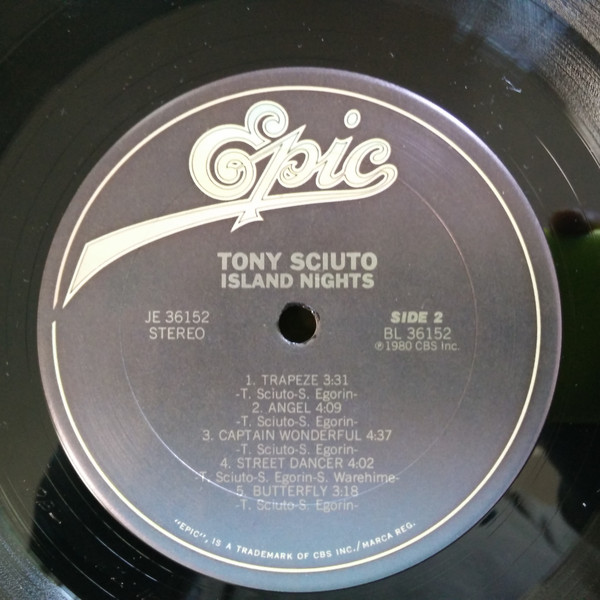 Epic
TONY SCIUTO
ISLAND NiGHTS
JE 36152
STEREO
SIDE 2
BL 36152
℗ 1980 CBS Inc.
1. TRAPEZE 3:31
-T. Sciuto-S. Egorin-
2. ANGEL 4:09
-T. Sciuto-S. Egorin-
3. CAPTAIN WONDERFUL 4:37
-T. Sciuto-S. Egorin-
4. STREET DANCER 4:02
-T. Sciuto-S. Egorin-S. Warehime-
5. BUTTERFLY 3:18
-T. Sciuto-S. Egorin-
"EPIC", IS A TRADEMARK OF CBS INC./MARCA REG.